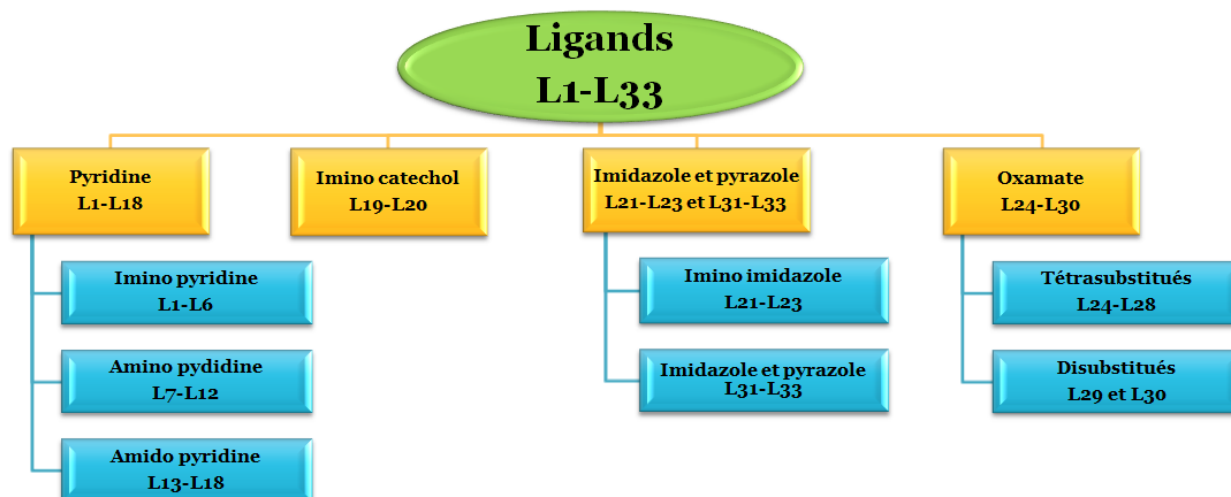 Ligands
L1-L33
Pyridine
L1-L18
Imino catechol
L19-L20
Imidazole et pyrazole
L21-L23 et L31-L33
Oxamate
L24-L30
Imino pyridine
L1-L6
Amino pydidine
L7-L12
Amido pyridine
L13-L18
Imino imidazole
L21-L23
Imidazole et pyrazole
L31-L33
Tétrasubstitués
L24-L28
Disubstitués
L29 et L30